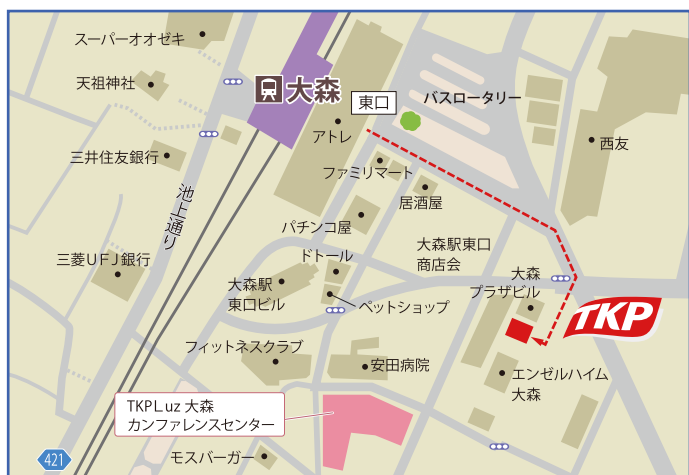 スーパーオオゼキ
天祖神社
大森
東口
バスロータリー
アトレ
西友
三井住友銀行
ファミリマート
居酒屋
池上通り
パチンコ屋
大森駅東口
商店会
三菱UFJ銀行
ドトール
大森駅
東口ビル
大森
プラザビル
ペットショップ
TKP
フィットネスクラブ
安田病院
エンゼルハイム
大森
TKPLuz 大森
カンファレンスセンター
421
モスバーガー